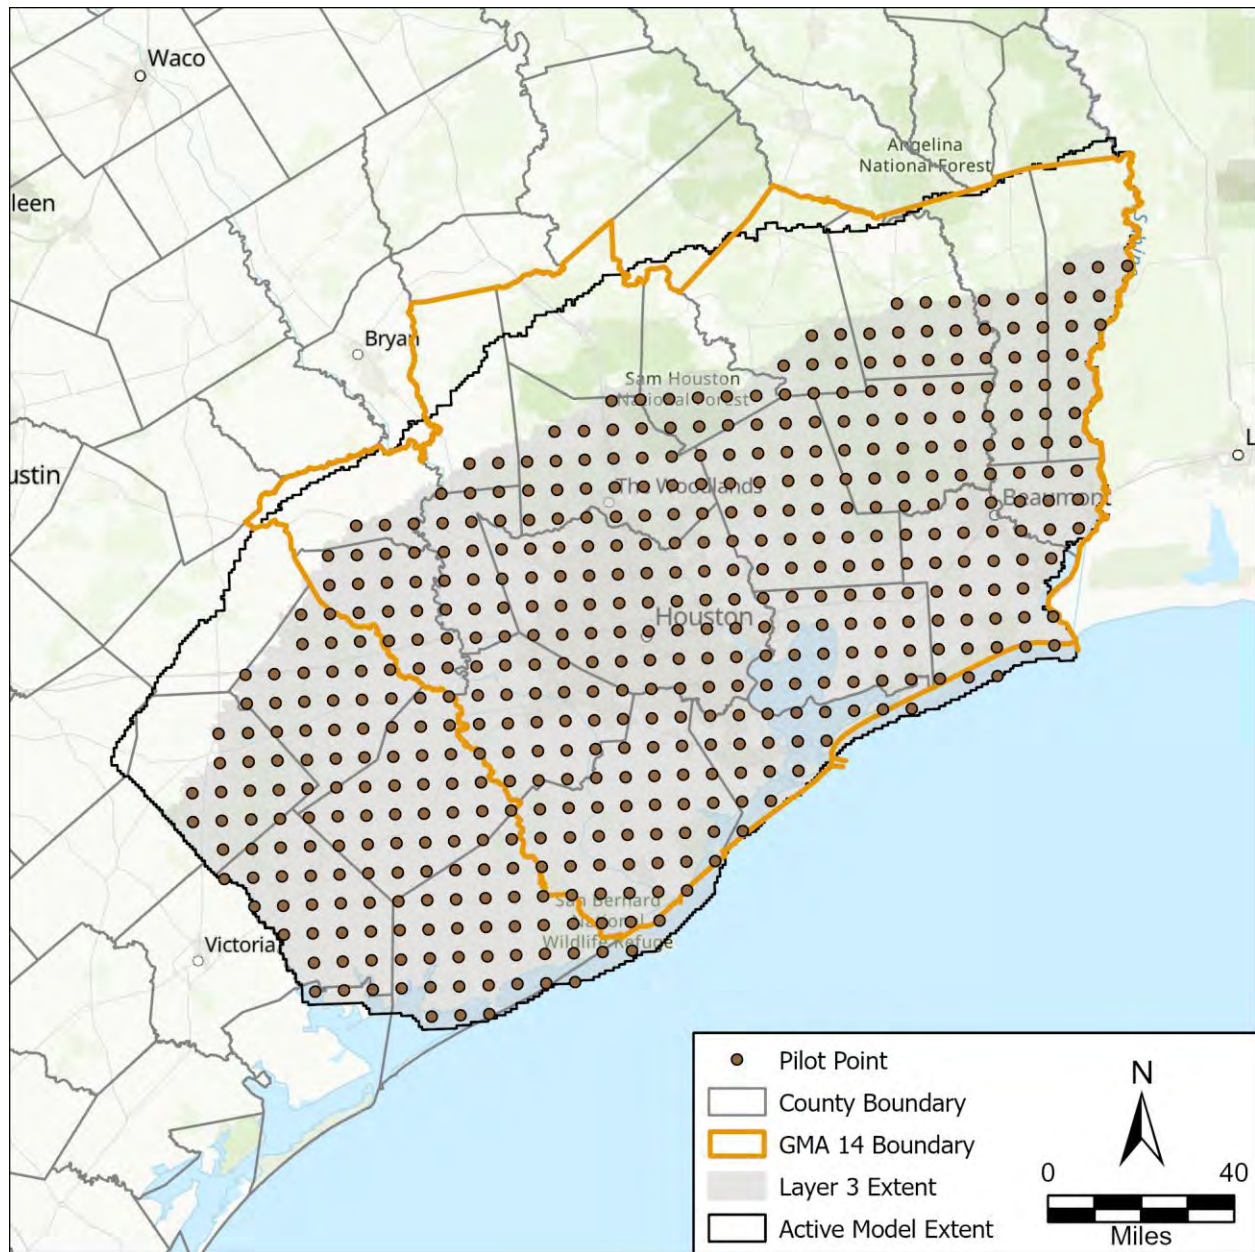 Waco
Angelina
National Forest
leen
Sabine
Bryan
Sam Houston
National Forest
L
ustin
The Woodlands
Beaumont
Houston
San Bernard
National
Wildlife Refuge
Victoria
Pilot Point
County Boundary
GMA 14 Boundary
Layer 3 Extent
Active Model Extent
N
0 40
Miles